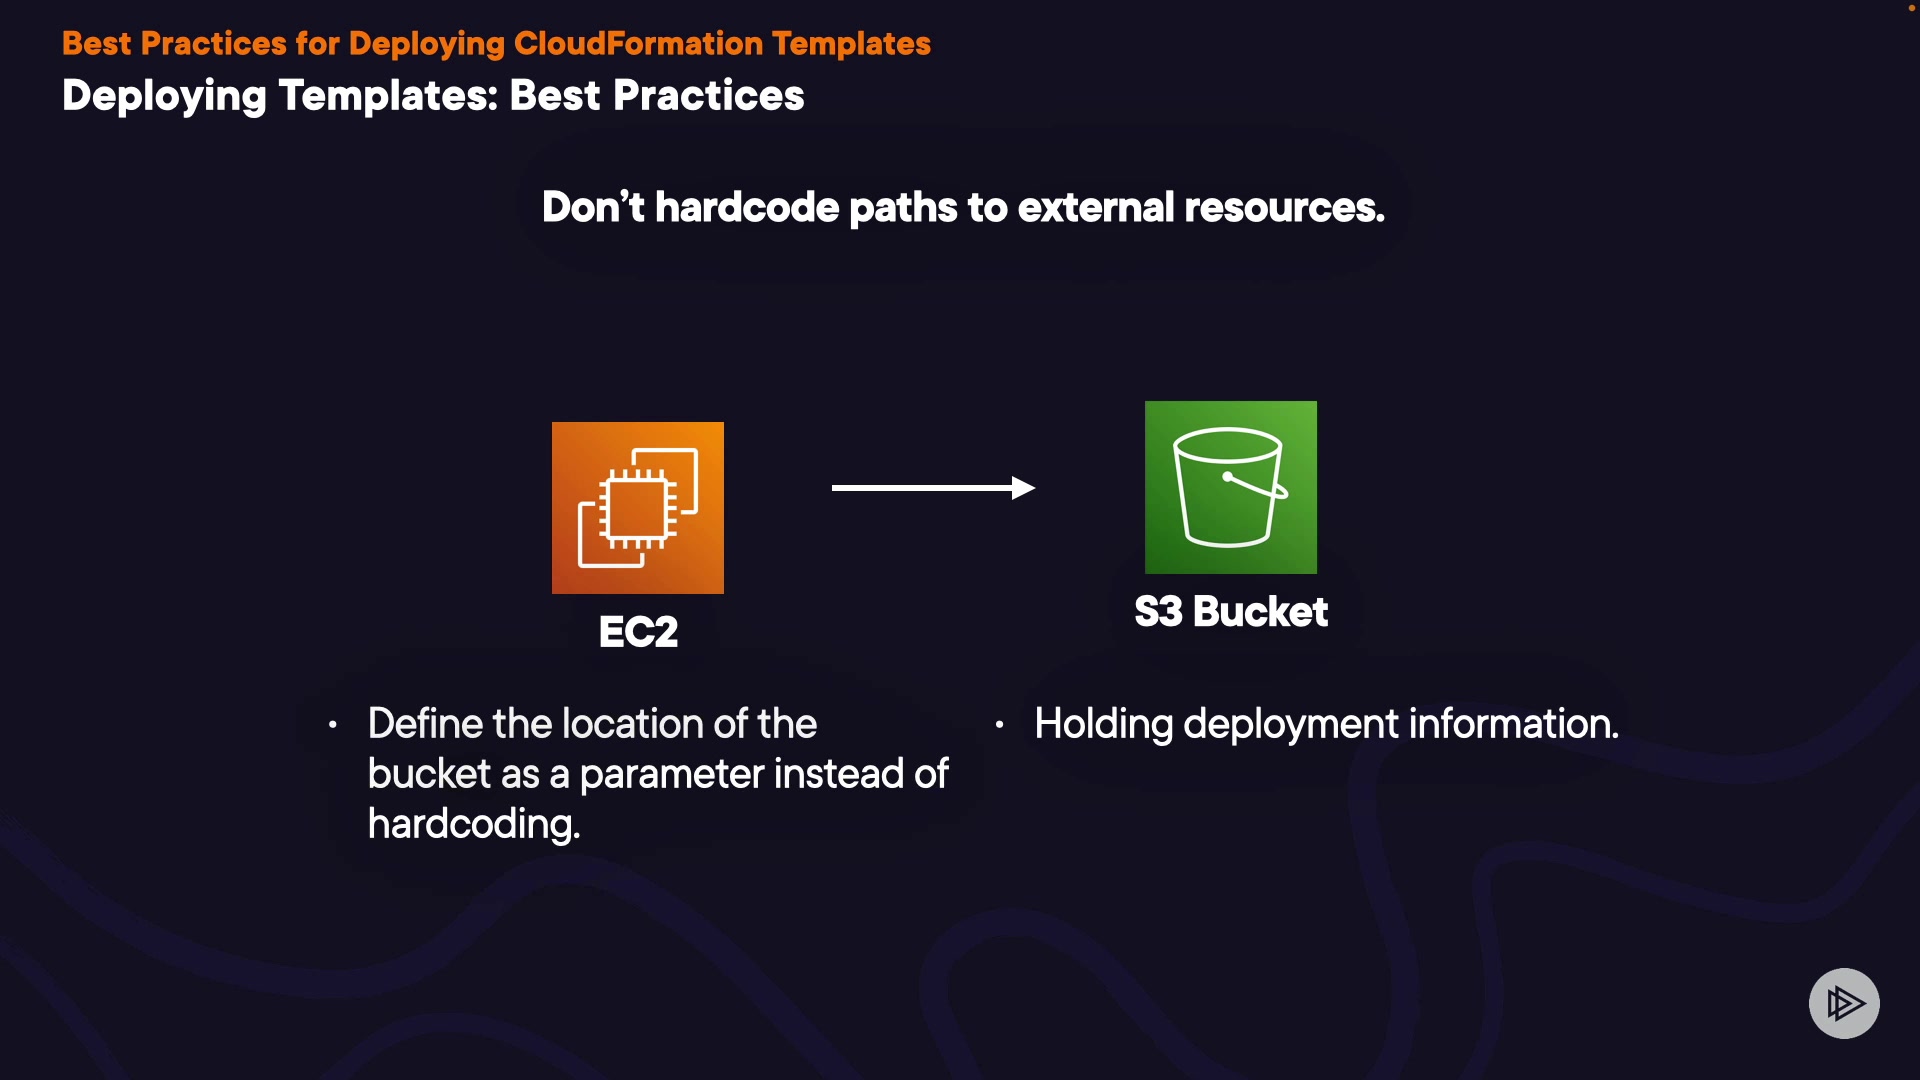 Best Practices for Deploying CloudFormation Templates
Deploying Templates: Best Practices
Don’t hardcode paths to external resources.
EC2
S3 Bucket
• Define the location of the
bucket as a parameter instead of
hardcoding.
• Holding deployment information.